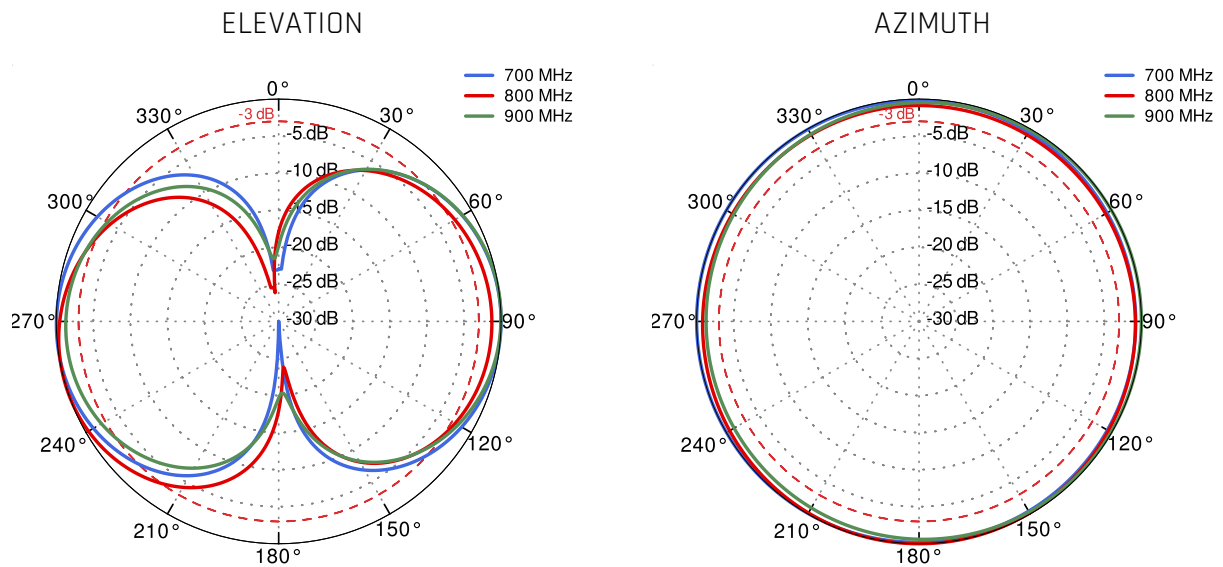 ELEVATION
700 MHz
800 MHz
900 MHz
0°
330°
-3 dB
30°
-5 dB
-10 dB
300°
-15 dB
60°
-20 dB
-25 dB
270°
-30 dB
90°
240°
120°
210°
150°
180°
AZIMUTH
700 MHz
800 MHz
900 MHz
0°
330°
-3 dB
30°
-5 dB
-10 dB
300°
-15 dB
60°
-20 dB
-25 dB
270°
-30 dB
90°
240°
120°
210°
150°
180°